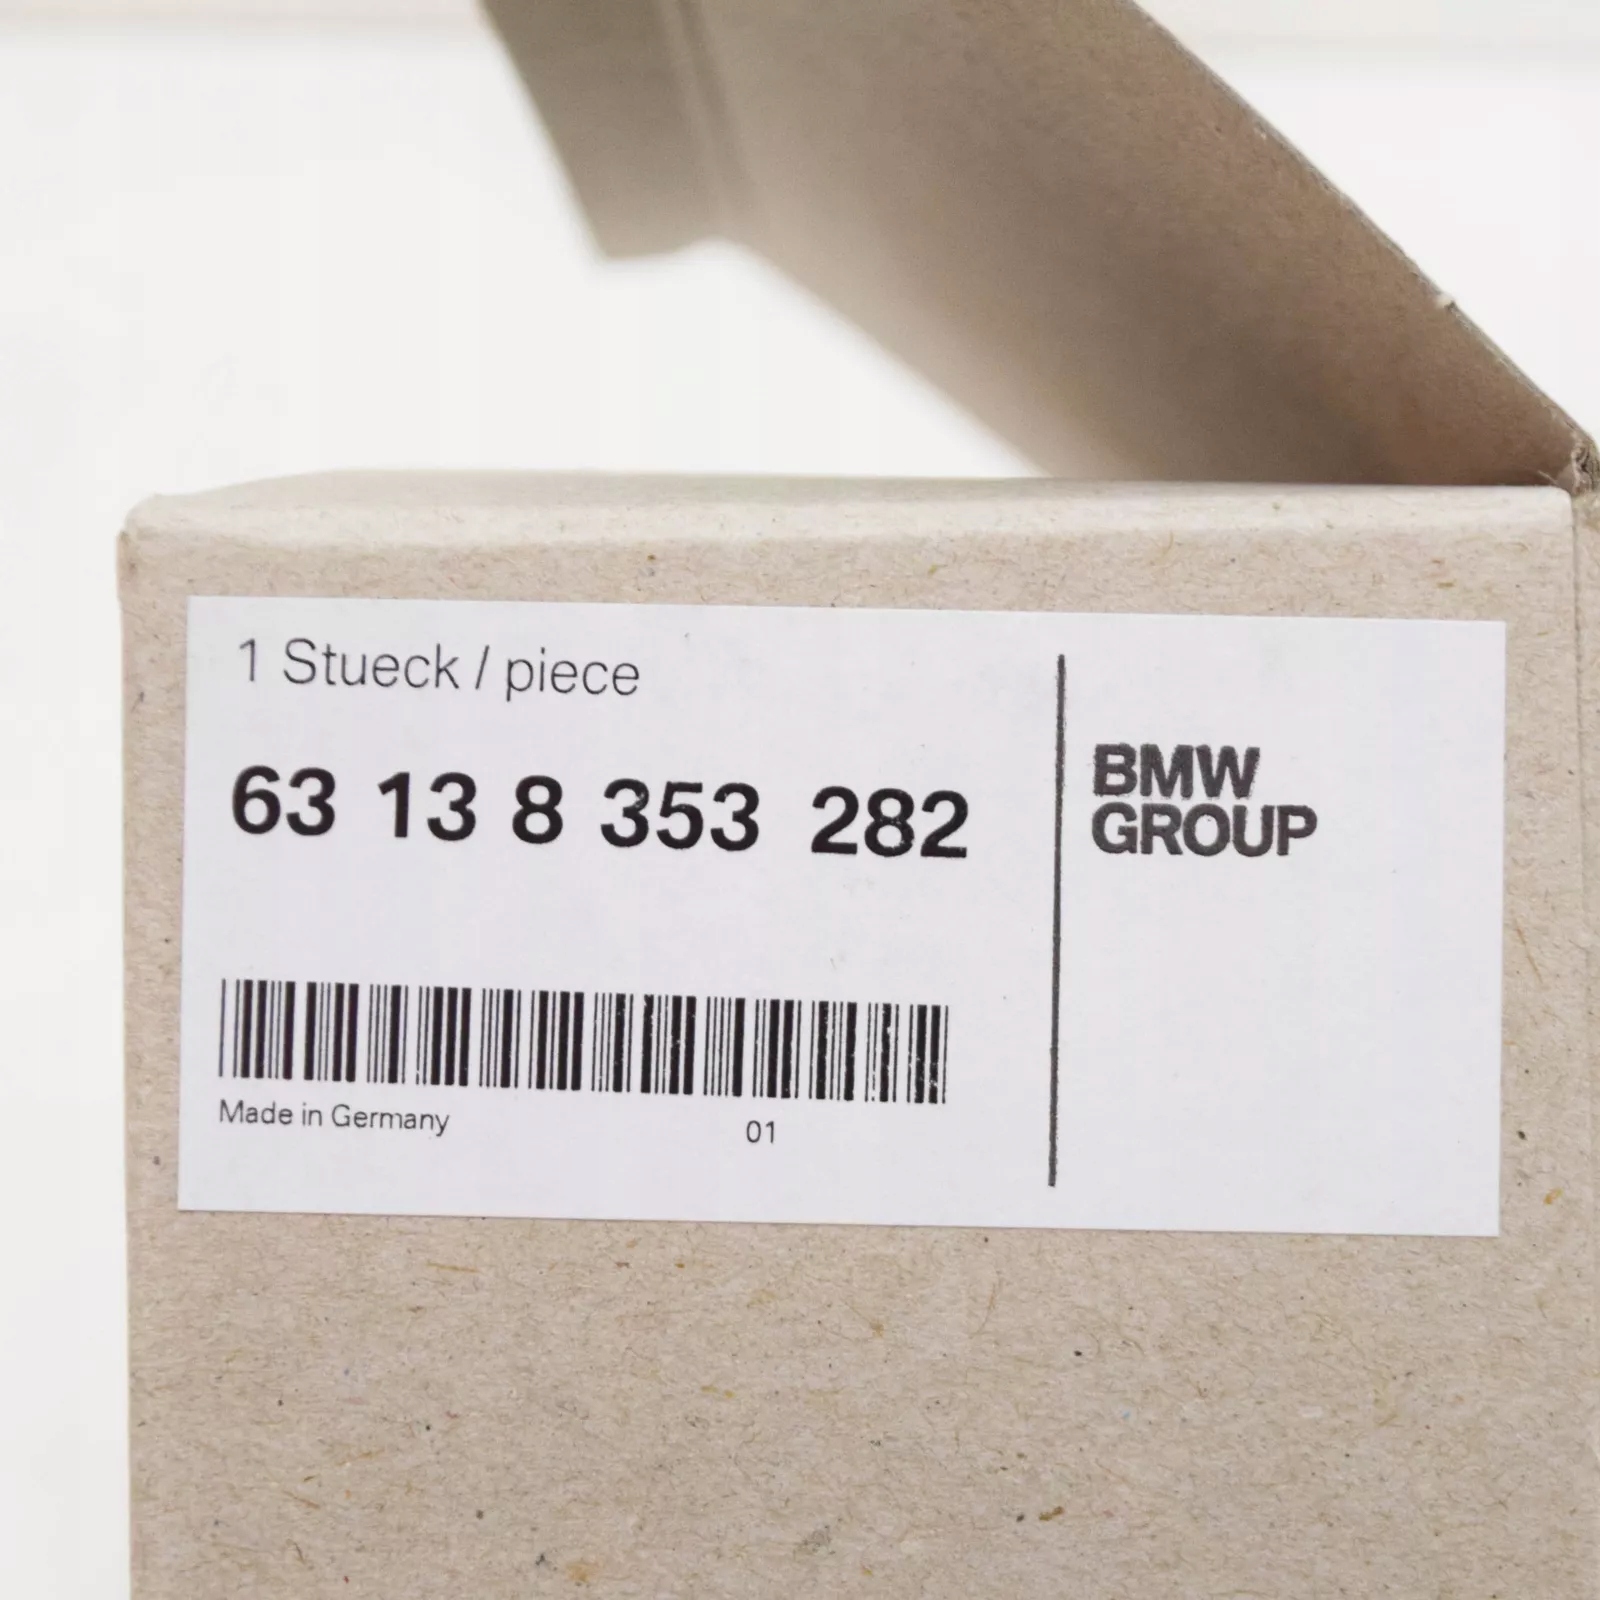 1 Stueck / piece
63 13 8 353 282
BMW
GROUP
Made in Germany
01